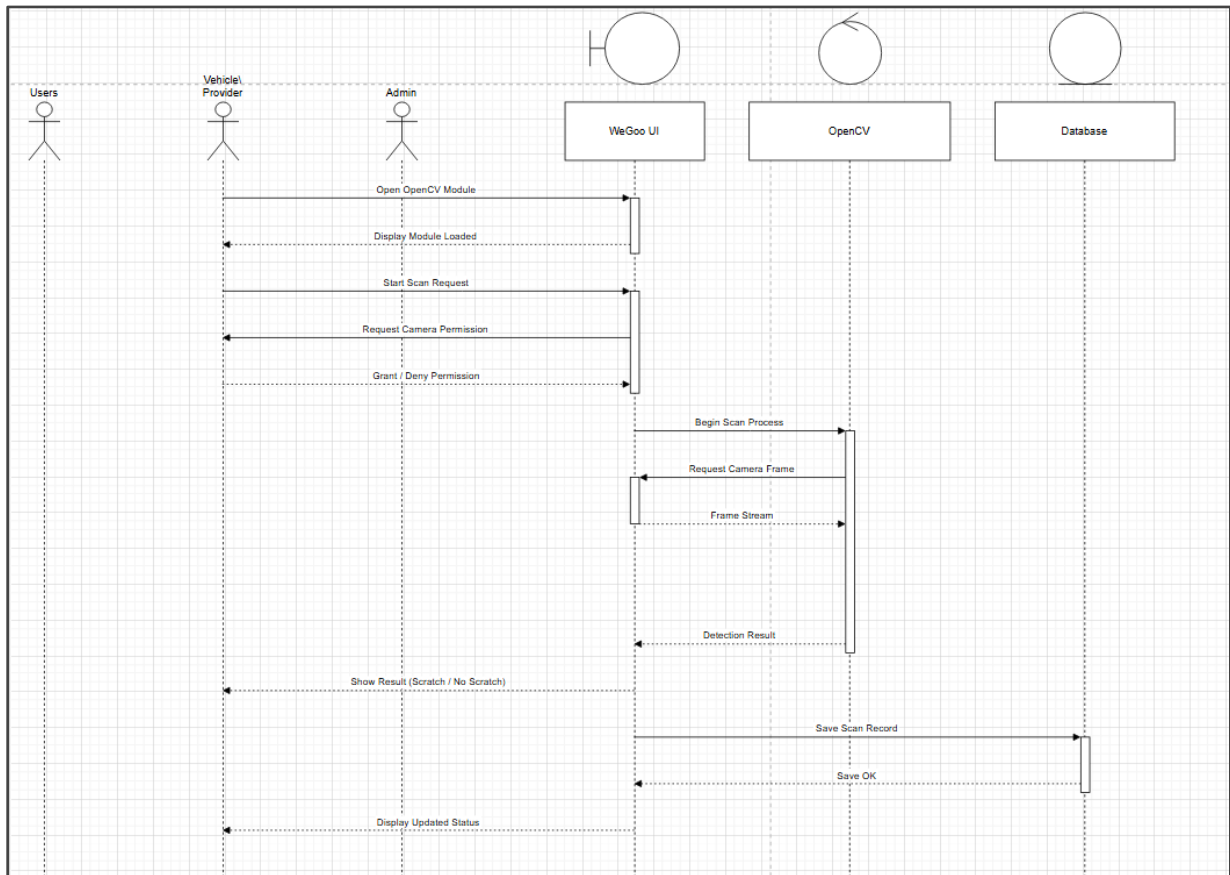 Vehicle\
Users
Provider
Admin
WeGoo UI
OpenCV
Database
Open OpenCV Module
Display Module Loaded
Start Scan Request
Request Camera Permission
Grant / Deny Permission
Begin Scan Process
Request Camera Frame
Frame Stream
Detection Result
Show Result (Scratch / No Scratch)
Save Scan Record
Save OK
Display Updated Status